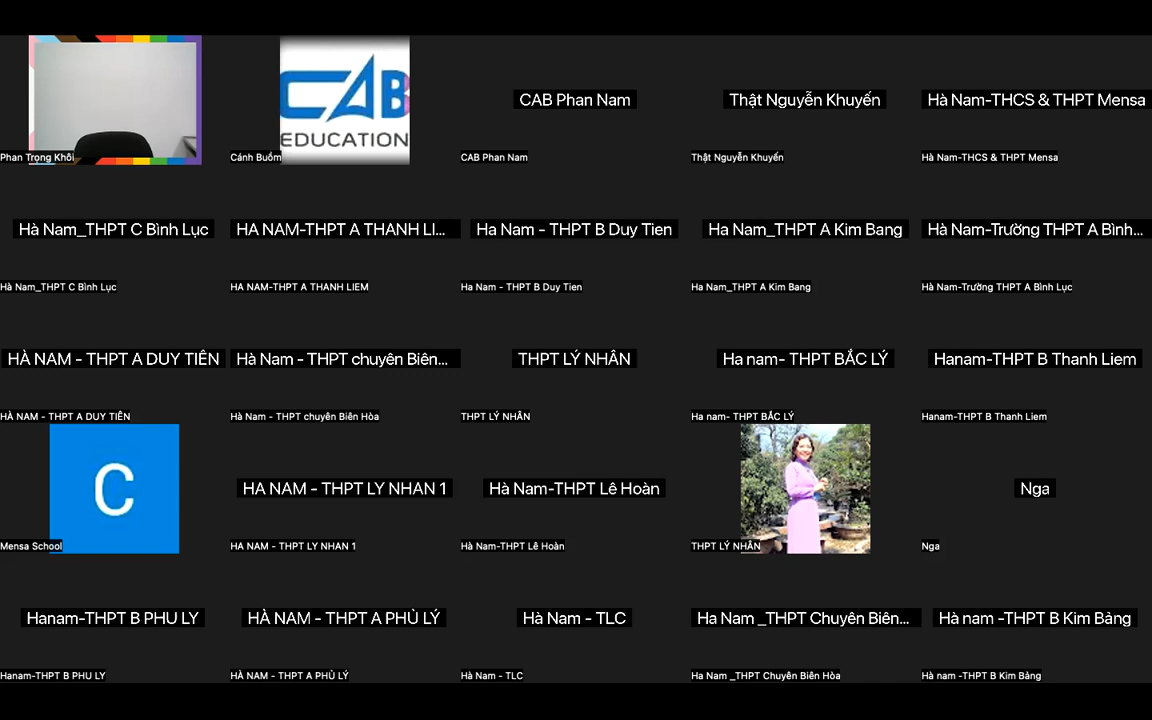 Phan Trọng Khôi
CAB
EDUCATION
Cánh Buồm
CAB Phan Nam
CAB Phan Nam
Thật Nguyễn Khuyến
Thật Nguyễn Khuyến
Hà Nam-THCS & THPT Mensa
Hà Nam-THCS & THPT Mensa
Hà Nam_THPT C Bình Lục
Hà Nam_THPT C Bình Lục
HA NAM-THPT A THANH LI...
HA NAM-THPT A THANH LIEM
Ha Nam - THPT B Duy Tien
Ha Nam - THPT B Duy Tien
Ha Nam_THPT A Kim Bang
Ha Nam_THPT A Kim Bang
Hà Nam-Trường THPT A Bình...
Hà Nam-Trường THPT A Bình Lục
HÀ NAM - THPT A DUY TIÊN
HÀ NAM - THPT A DUY TIÊN
Hà Nam - THPT chuyên Biên...
Hà Nam - THPT chuyên Biên Hòa
THPT LÝ NHÂN
THPT LÝ NHÂN
Ha nam- THPT BẮC LÝ
Ha nam- THPT BẮC LÝ
Hanam-THPT B Thanh Liem
Hanam-THPT B Thanh Liem
C
Mensa School
HA NAM - THPT LY NHAN 1
HA NAM - THPT LY NHAN 1
Hà Nam-THPT Lê Hoàn
Hà Nam-THPT Lê Hoàn
THPT LÝ NHÂN
Nga
Nga
Hanam-THPT B PHU LY
Hanam-THPT B PHU LY
HÀ NAM - THPT A PHỦ LÝ
HÀ NAM - THPT A PHỦ LÝ
Hà Nam - TLC
Hà Nam - TLC
Ha Nam _THPT Chuyên Biên...
Ha Nam _THPT Chuyên Biên Hòa
Hà nam -THPT B Kim Bảng
Hà nam -THPT B Kim Bảng